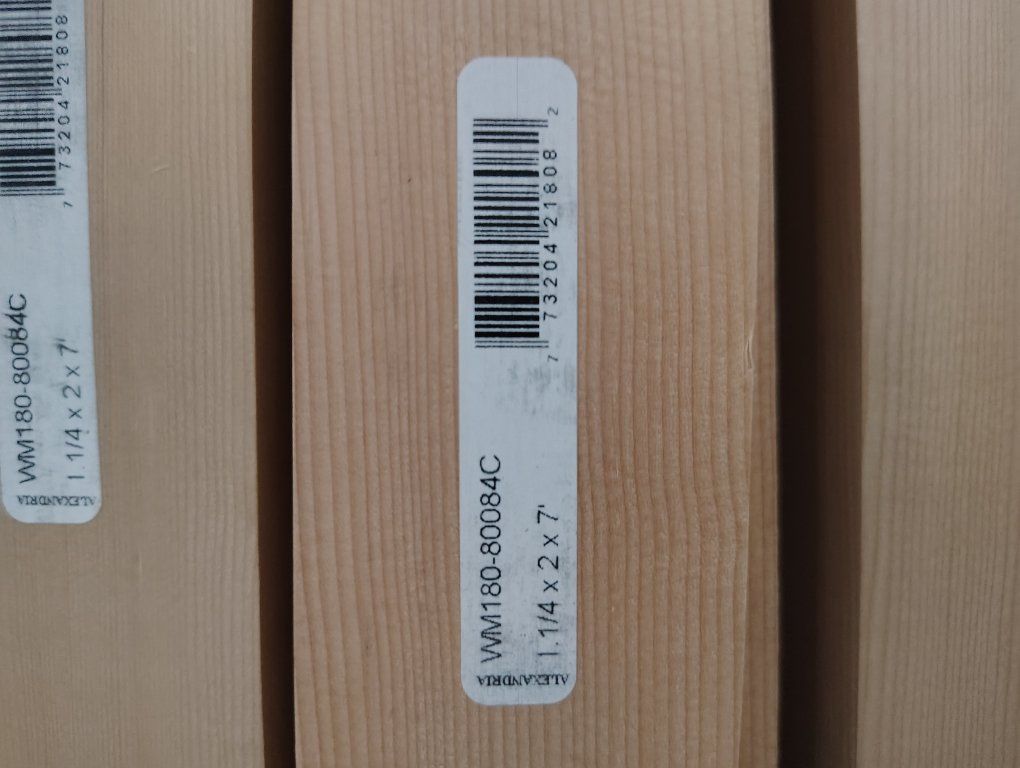 73204 21808
7
WM180-80084C
1.1/4 x 2 x 7'
ALEXANDRIA
7 73204 21808 2
WM180-80084C
1.1/4 x 2 x 7'
ALEXANDRIA